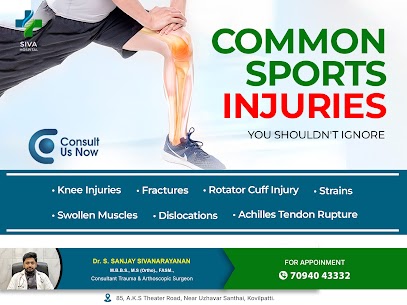 SIVA
HOSPITAL
COMMON
SPORTS
INJURIES
YOU SHOULDN'T IGNORE
Consult
Us Now
• Knee Injuries • Fractures • Rotator Cuff Injury • Strains
• Swollen Muscles • Dislocations • Achilles Tendon Rupture
Dr. S. SANJAY SIVANARAYANAN
M.B.B.S., M.S (Ortho)., FASM.,
Consultant Trauma & Arthoscopic Surgeon
FOR APPOINMENT
70940 43332
85, A.K.S Theater Road, Near Uzhavar Santhai, Kovilpatti.